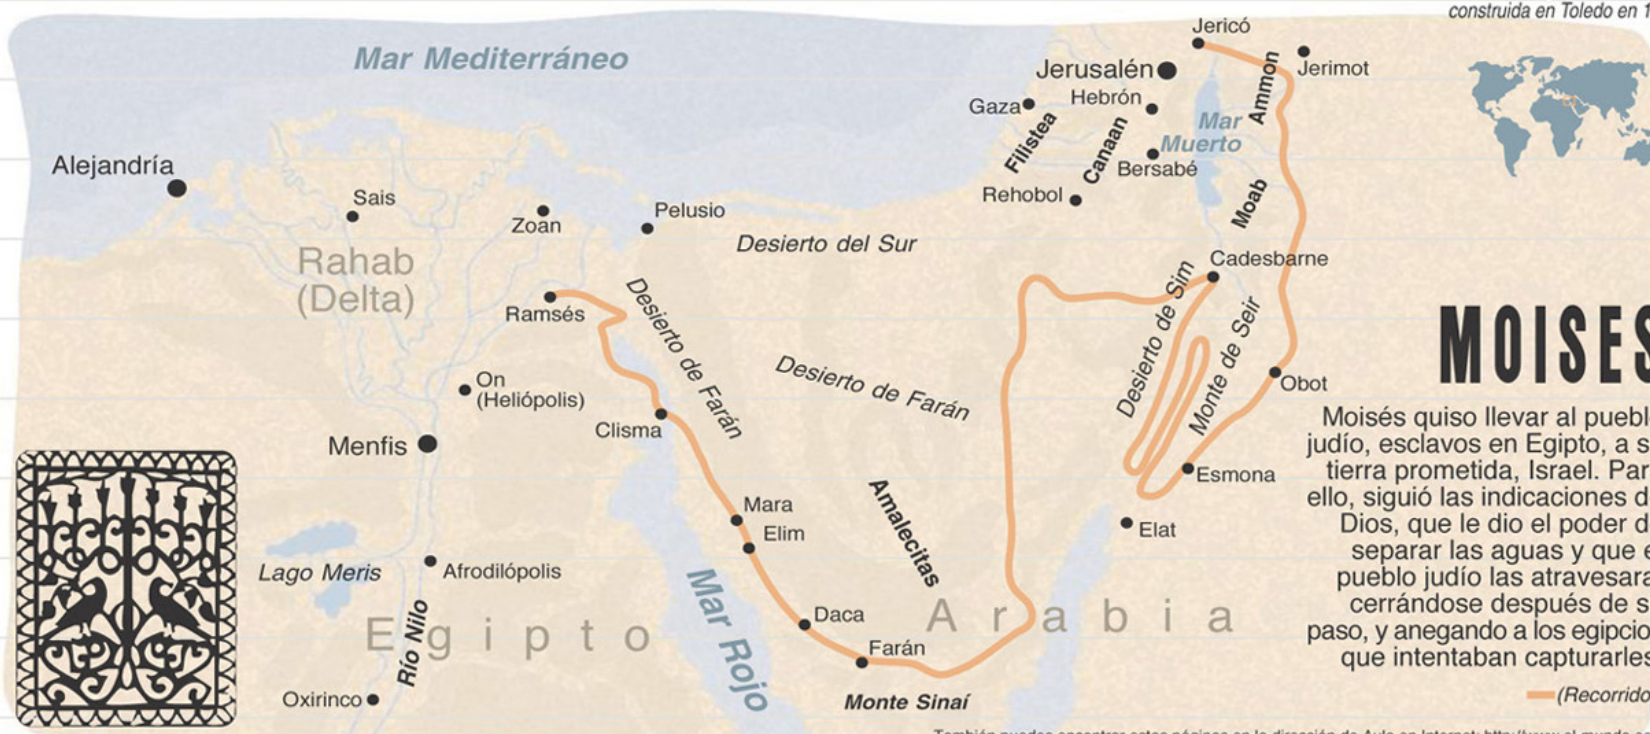 construida en Toledo en 1
Mar Mediterráneo
Jericó
Jerimot
Jerusalén
Ammon
Hebrón
Gaza
Filistea
Canaan
Mar
Muerto
Bersabé
Rehobol
Moab
Alejandría
Sais
Zoan
Pelusio
Desierto del Sur
Rahab
(Delta)
Ramsés
Desierto de Farán
Cadesbarne
Desierto de Sim
Monte de Seir
Desierto de Farán
Obot
On
(Heliópolis)
Menfis
Clisma
Esmona
Elat
Mara
Elim
Amalecitas
Lago Meris
Afrodilópolis
Río Nilo
Egipto
Mar Rojo
Daca
Farán
Arabia
Monte Sinaí
Oxirinco
MOISES
Moisés quiso llevar al puebl
judío, esclavos en Egipto, a s
tierra prometida, Israel. Par
ello, siguió las indicaciones d
Dios, que le dio el poder d
separar las aguas y que e
pueblo judío las atravesara
cerrándose después de s
paso, y anegando a los egipcio
que intentaban capturarles
(Recorrido